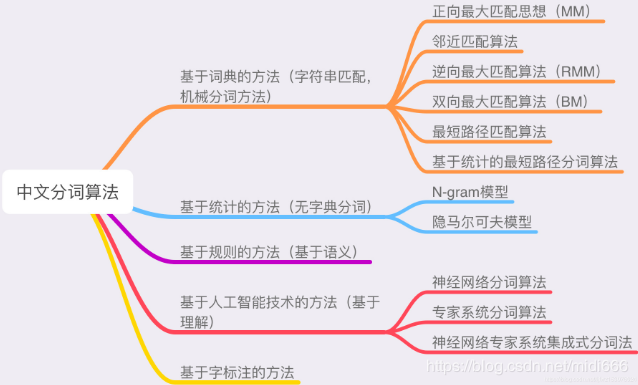 中文分词算法
基于词典的方法（字符串匹配，
机械分词方法）
正向最大匹配思想（MM）
邻近匹配算法
逆向最大匹配算法（RMM）
双向最大匹配算法（BM）
最短路径匹配算法
基于统计的最短路径分词算法
基于统计的方法（无字典分词）
N-gram模型
隐马尔可夫模型
基于规则的方法（基于语义）
基于人工智能技术的方法（基于
理解）
神经网络分词算法
专家系统分词算法
神经网络专家系统集成式分词法
基于字标注的方法
https://blog.csdn.net/midi666